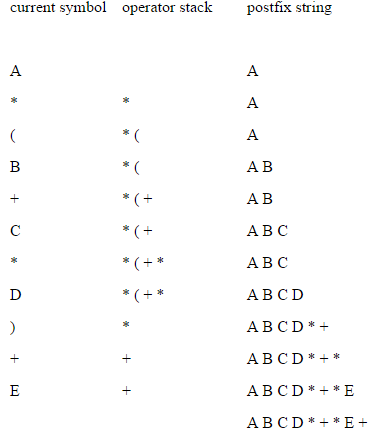 current symbol operator stack postfix string
A A
* * A
( * ( A
B * ( A B
+ * ( + A B
C * ( + A B C
* * ( + * A B C
D * ( + * A B C D
) * A B C D * +
+ + A B C D * + *
E + A B C D * + * E
A B C D * + * E +